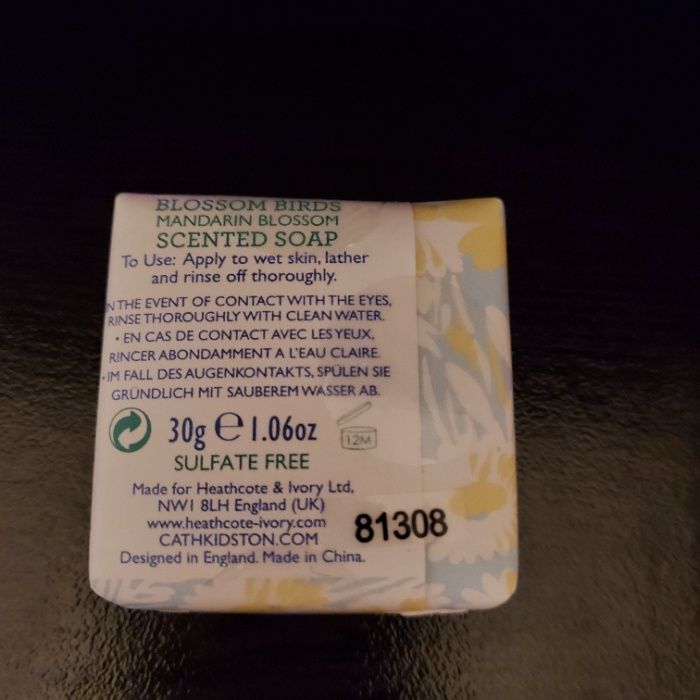 BLOSSOM BIRDS
MANDARIN BLOSSOM
SCENTED SOAP
To Use: Apply to wet skin, lather
and rinse off thoroughly.
N THE EVENT OF CONTACT WITH THE EYES,
RINSE THOROUGHLY WITH CLEAN WATER.
• EN CAS DE CONTACT AVEC LES YEUX,
RINCER ABONDAMMENT A L'EAU CLAIRE.
• IM FALL DES AUGENKONTAKTS, SPÜLEN SIE
GRÜNDLICH MIT SAUBEREM WASSER AB.
30g e 1.06oz
12M
SULFATE FREE
Made for Heathcote & Ivory Ltd,
NW1 8LH England (UK)
www.heathcote-ivory.com
CATHKIDSTON.COM
81308
Designed in England. Made in China.